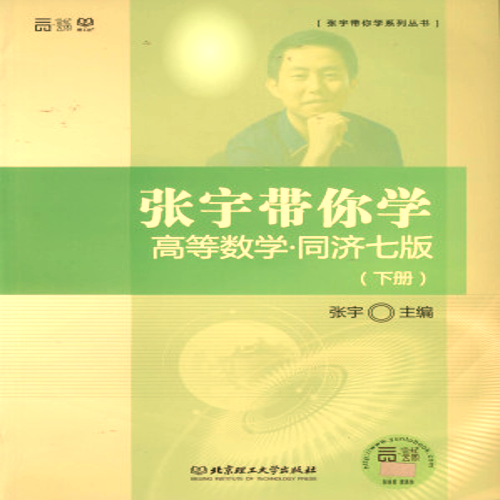 [ 张宇带你学系列丛书 ]
张宇带你学
高等数学·同济七版
（下册）
张宇 主编
北京理工大学出版社